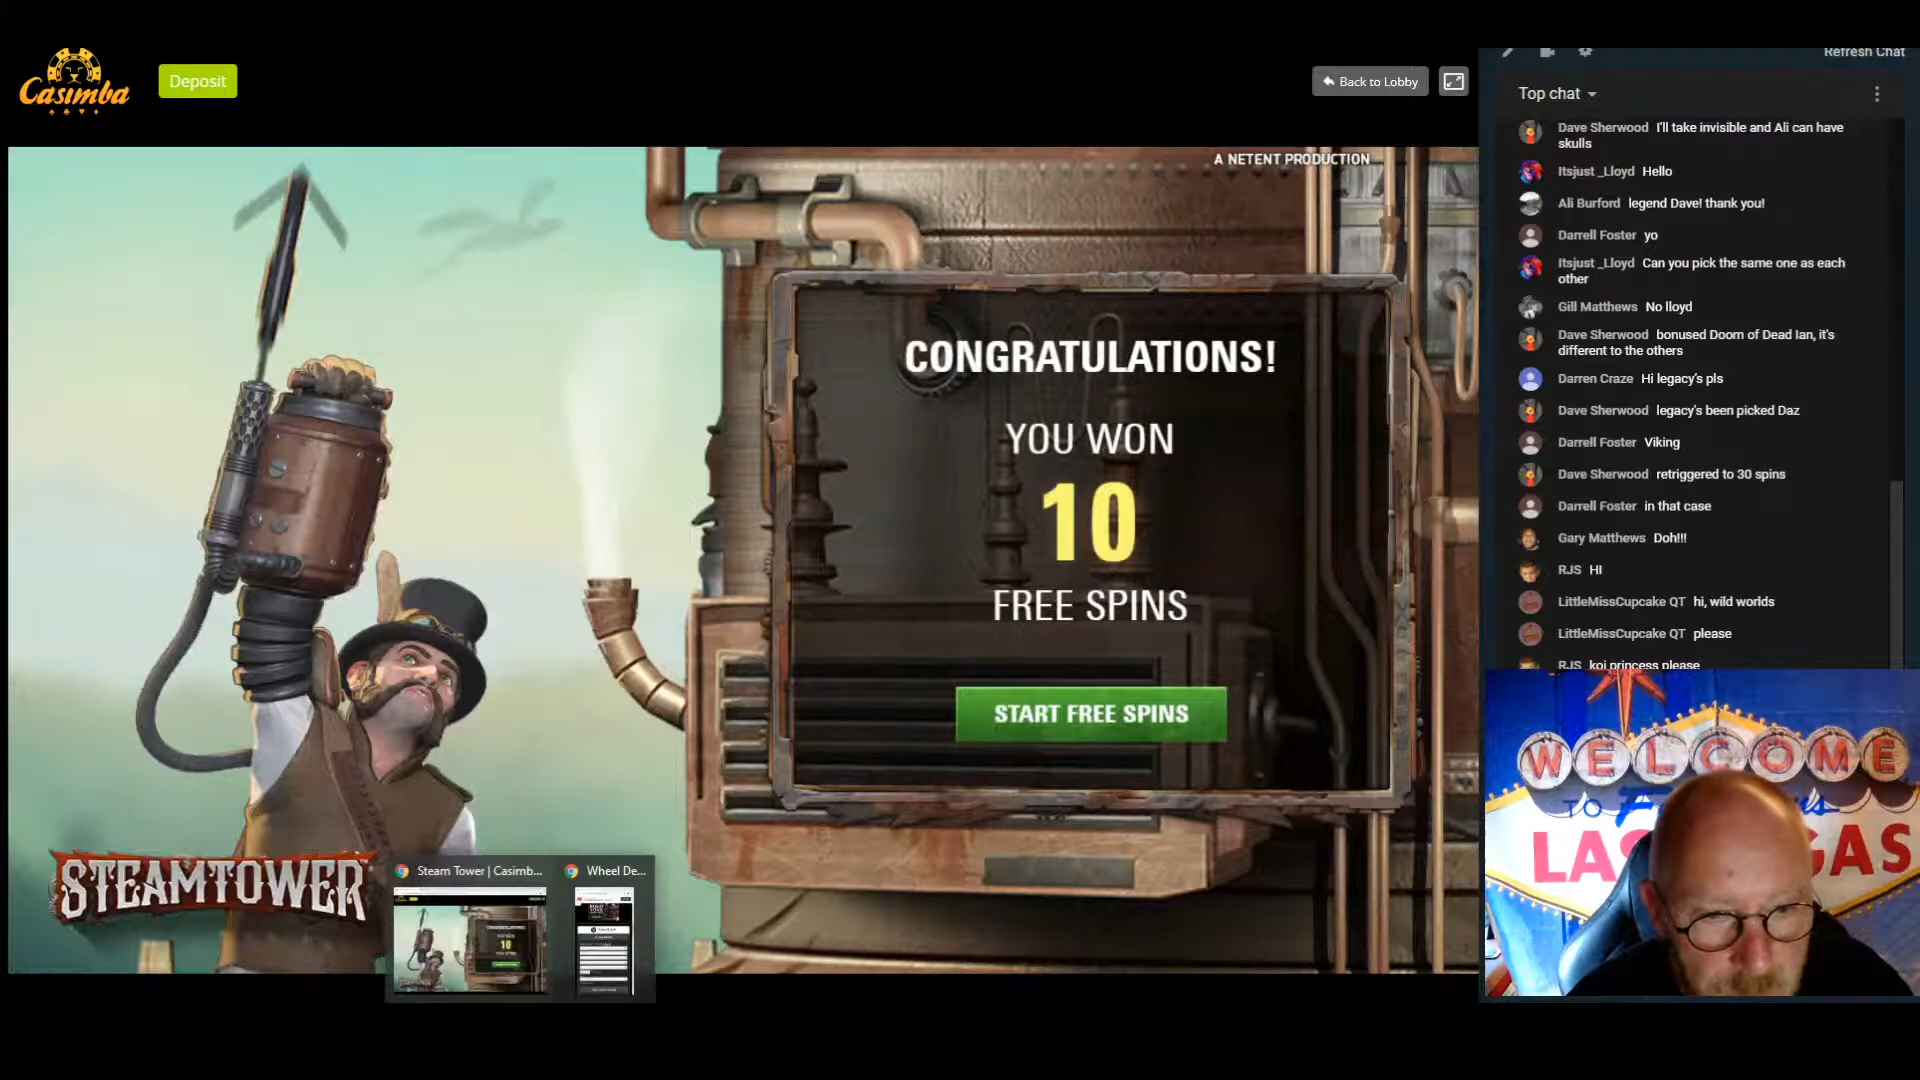 Casimba
Deposit
Back to Lobby
A NETENT PRODUCTION
CONGRATULATIONS!
YOU WON
10
FREE SPINS
START FREE SPINS
STEAMTOWER
Steam Tower | Casimb...
Wheel De...
CONGRATULATIONS!
10
Refresh Chat
Top chat
Dave Sherwood I'll take invisible and Ali can have
skulls
Itsjust _Lloyd Hello
Ali Burford legend Dave! thank you!
Darrell Foster yo
Itsjust _Lloyd Can you pick the same one as each
other
Gill Matthews No lloyd
Dave Sherwood bonused Doom of Dead Ian, it's
different to the others
Darren Craze Hi legacy's pls
Dave Sherwood legacy's been picked Daz
Darrell Foster Viking
Dave Sherwood retriggered to 30 spins
Darrell Foster in that case
Gary Matthews Doh!!!
RJS HI
LittleMissCupcake QT hi, wild worlds
LittleMissCupcake QT please
RJS koi princess please
WELCOME
TO
LAS
GAS